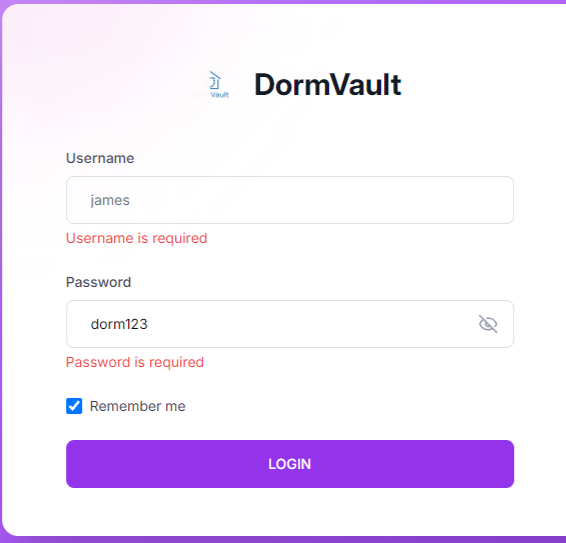 Vault
DormVault
Username
james
Username is required
Password
dorm123
Password is required
Remember me
LOGIN